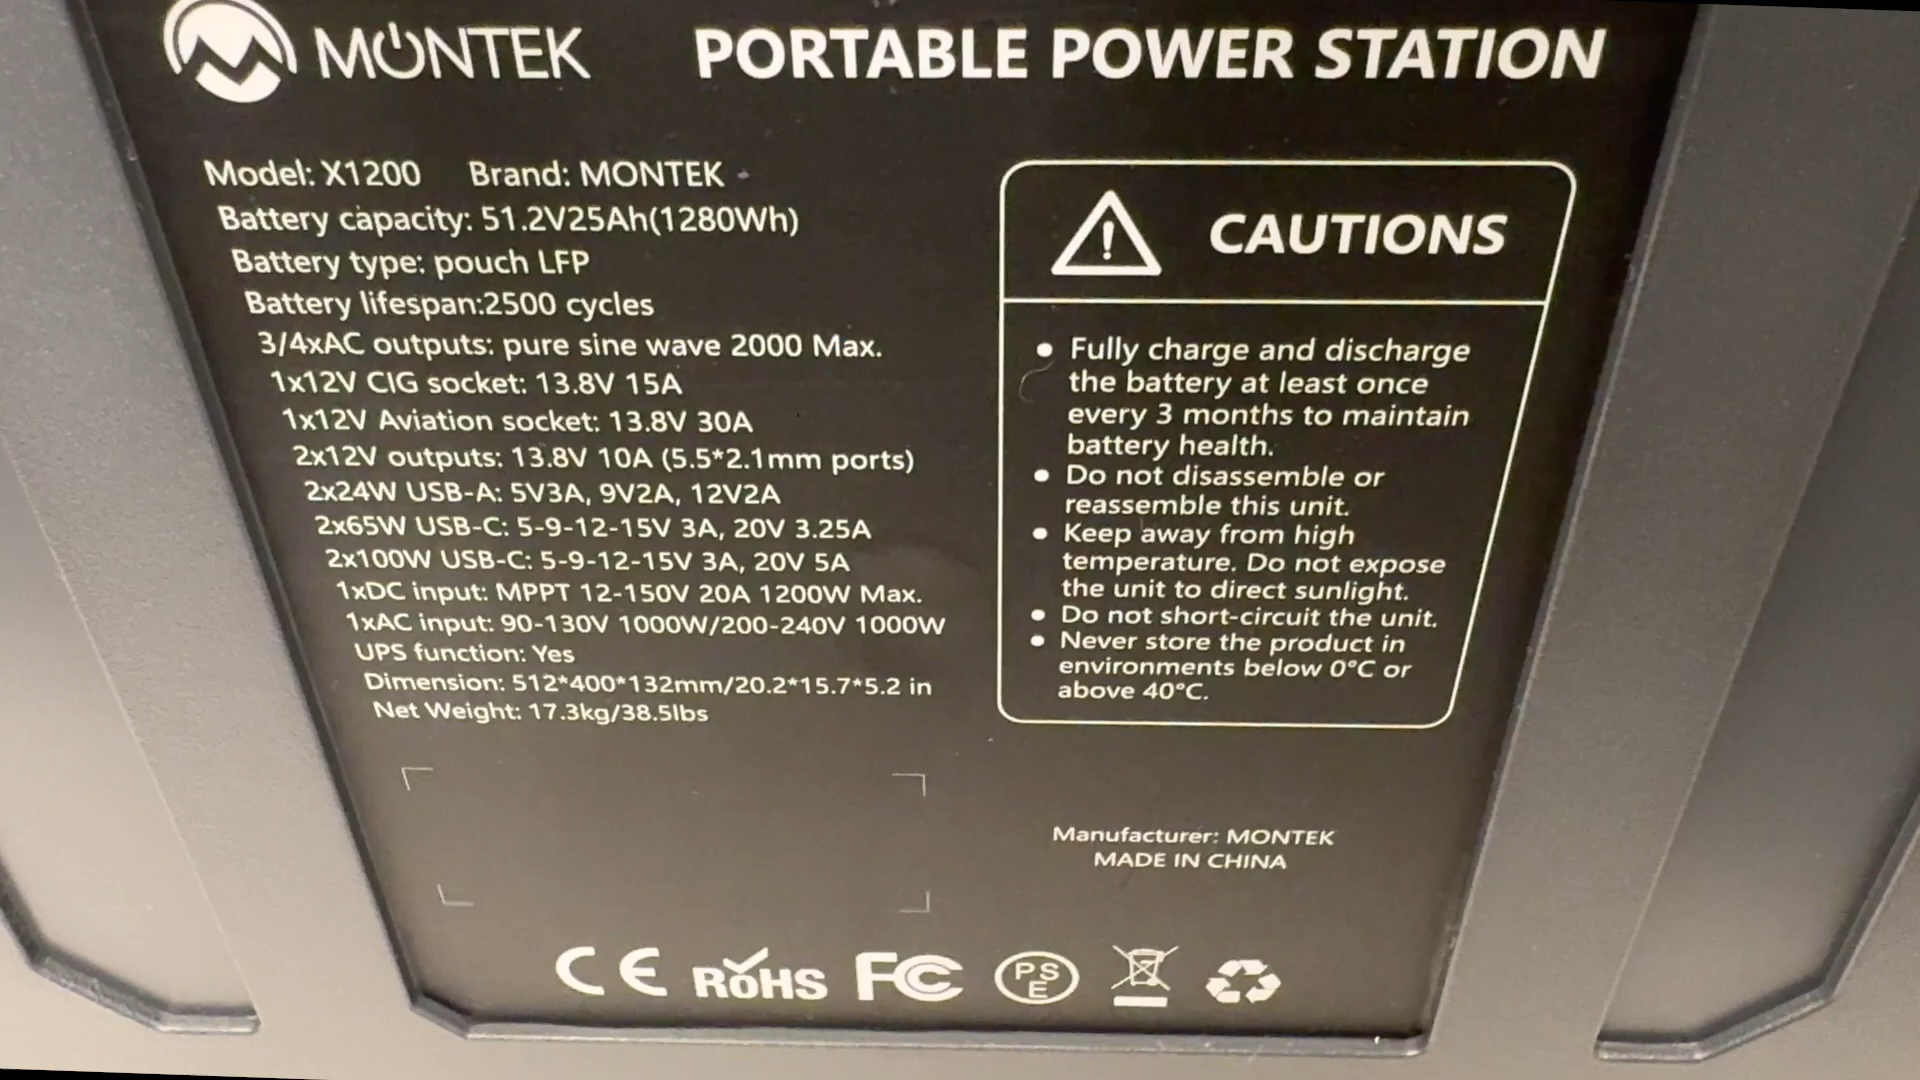 MONTEK
PORTABLE POWER STATION
Model: X1200 Brand: MONTEK
Battery capacity: 51.2V25Ah(1280Wh)
Battery type: pouch LFP
Battery lifespan:2500 cycles
3/4xAC outputs: pure sine wave 2000 Max.
1x12V CIG socket: 13.8V 15A
1x12V Aviation socket: 13.8V 30A
2x12V outputs: 13.8V 10A (5.5*2.1mm ports)
2x24W USB-A: 5V3A, 9V2A, 12V2A
2x65W USB-C: 5-9-12-15V 3A, 20V 3.25A
2x100W USB-C: 5-9-12-15V 3A, 20V 5A
1xDC input: MPPT 12-150V 20A 1200W Max.
1xAC input: 90-130V 1000W/200-240V 1000W
UPS function: Yes
Dimension: 512*400*132mm/20.2*15.7*5.2 in
Net Weight: 17.3kg/38.5lbs
CAUTIONS
● Fully charge and discharge
the battery at least once
every 3 months to maintain
battery health.
● Do not disassemble or
reassemble this unit.
● Keep away from high
temperature. Do not expose
the unit to direct sunlight.
● Do not short-circuit the unit.
● Never store the product in
environments below 0°C or
above 40°C.
Manufacturer: MONTEK
MADE IN CHINA
CE RoHS FC PSE